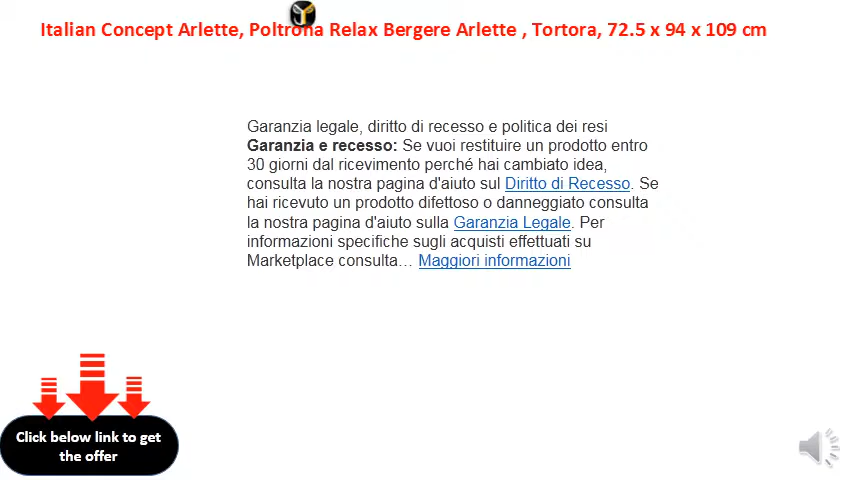 Italian Concept Arlette, Poltrona Relax Bergere Arlette , Tortora, 72.5 x 94 x 109 cm
Garanzia legale, diritto di recesso e politica dei resi
Garanzia e recesso: Se vuoi restituire un prodotto entro
30 giorni dal ricevimento perché hai cambiato idea,
consulta la nostra pagina d'aiuto sul Diritto di Recesso. Se
hai ricevuto un prodotto difettoso o danneggiato consulta
la nostra pagina d'aiuto sulla Garanzia Legale. Per
informazioni specifiche sugli acquisti effettuati su
Marketplace consulta… Maggiori informazioni
Click below link to get
the offer